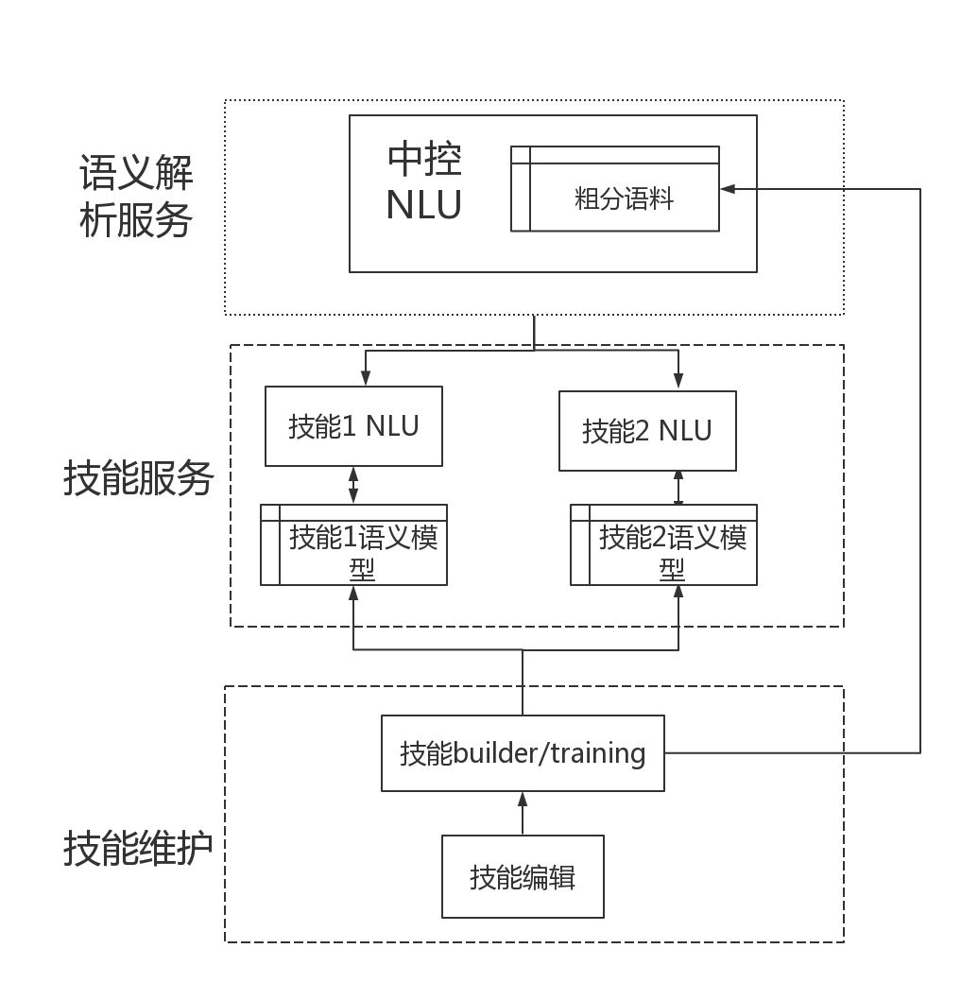 语义解
析服务
中控
NLU
粗分语料
技能服务
技能1 NLU
技能2 NLU
技能1语义模
型
技能2语义模
型
技能维护
技能builder/training
技能编辑